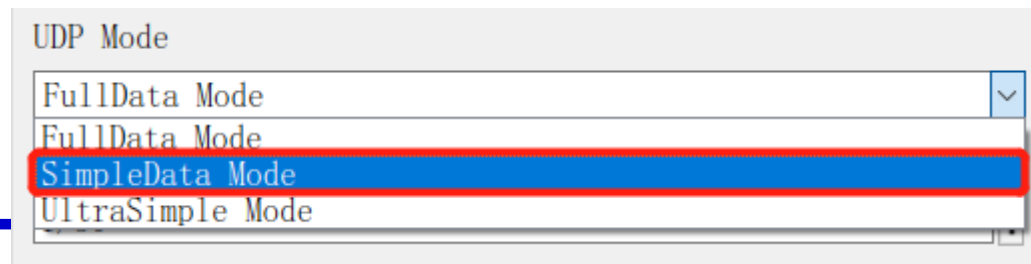 UDP Mode
FullData Mode
FullData Mode
SimpleData Mode
UltraSimple Mode